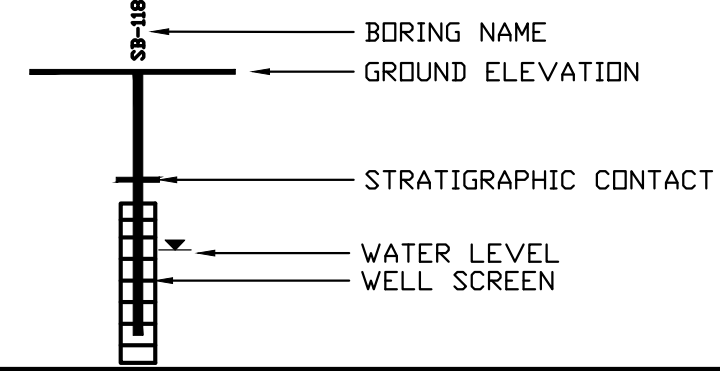 SB-118
BORING NAME
GROUND ELEVATION
STRATIGRAPHIC CONTACT
WATER LEVEL
WELL SCREEN